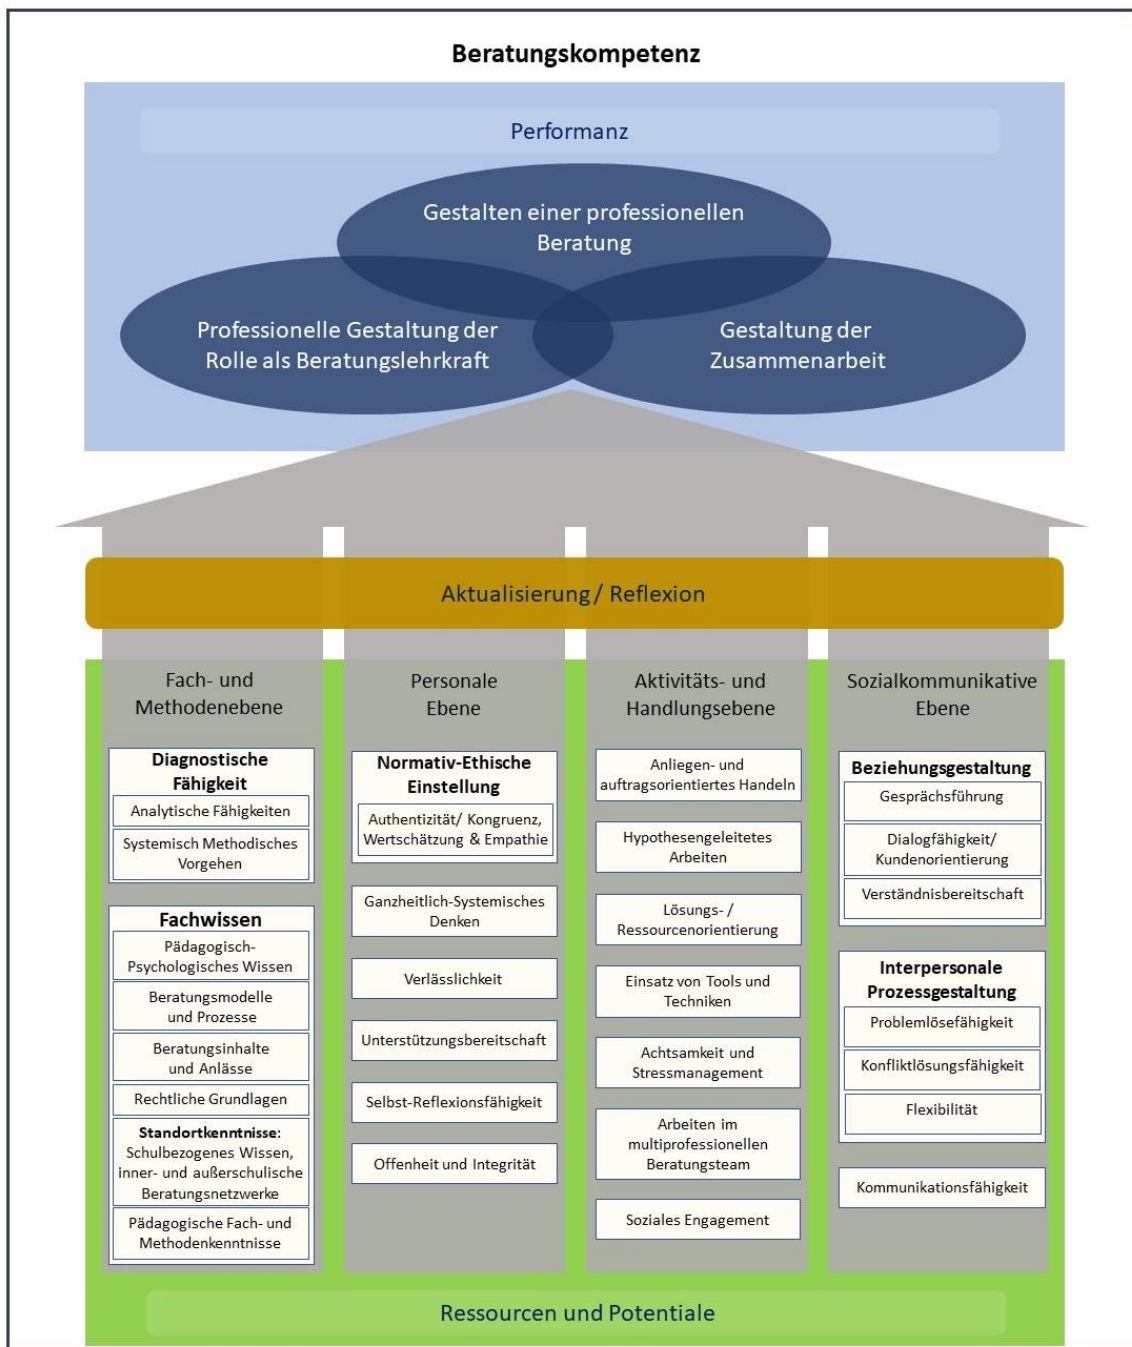 Beratungskompetenz
Performanz
Gestalten einer professionellen
Beratung
Professionelle Gestaltung der
Rolle als Beratungslehrkraft
Gestaltung der
Zusammenarbeit
Aktualisierung / Reflexion
Fach- und
Methodenebene
Diagnostische
Fähigkeit
Analytische Fähigkeiten
Systemisch Methodisches
Vorgehen
Fachwissen
Pädagogisch-
Psychologisches Wissen
Beratungsmodelle
und Prozesse
Beratungsinhalte
und Anlässe
Rechtliche Grundlagen
Standortkenntnisse:
Schulbezogenes Wissen,
inner- und außerschulische
Beratungsnetzwerke
Pädagogische Fach- und
Methodenkenntnisse
Personale
Ebene
Normativ-Ethische
Einstellung
Authentizität/ Kongruenz,
Wertschätzung & Empathie
Ganzheitlich-Systemisches
Denken
Verlässlichkeit
Unterstützungsbereitschaft
Selbst-Reflexionsfähigkeit
Offenheit und Integrität
Aktivitäts- und
Handlungsebene
Anliegen- und
auftragsorientiertes Handeln
Hypothesengeleitetes
Arbeiten
Lösungs- /
Ressourcenorientierung
Einsatz von Tools und
Techniken
Achtsamkeit und
Stressmanagement
Arbeiten im
multiprofessionellen
Beratungsteam
Soziales Engagement
Sozialkommunikative
Ebene
Beziehungsgestaltung
Gesprächsführung
Dialogfähigkeit/
Kundenorientierung
Verständnisbereitschaft
Interpersonale
Prozessgestaltung
Problemlösefähigkeit
Konfliktlösungsfähigkeit
Flexibilität
Kommunikationsfähigkeit
Ressourcen und Potentiale